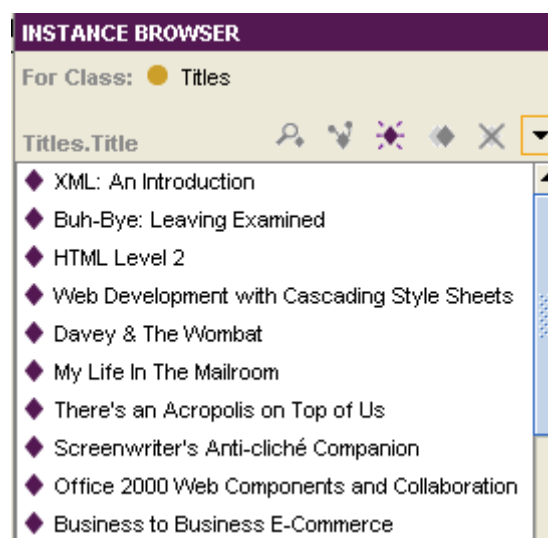 INSTANCE BROWSER
For Class: Titles
Titles.Title
XML: An Introduction
Buh-Bye: Leaving Examined
HTML Level 2
Web Development with Cascading Style Sheets
Davey & The Wombat
My Life In The Mailroom
There's an Acropolis on Top of Us
Screenwriter's Anti-cliché Companion
Office 2000 Web Components and Collaboration
Business to Business E-Commerce